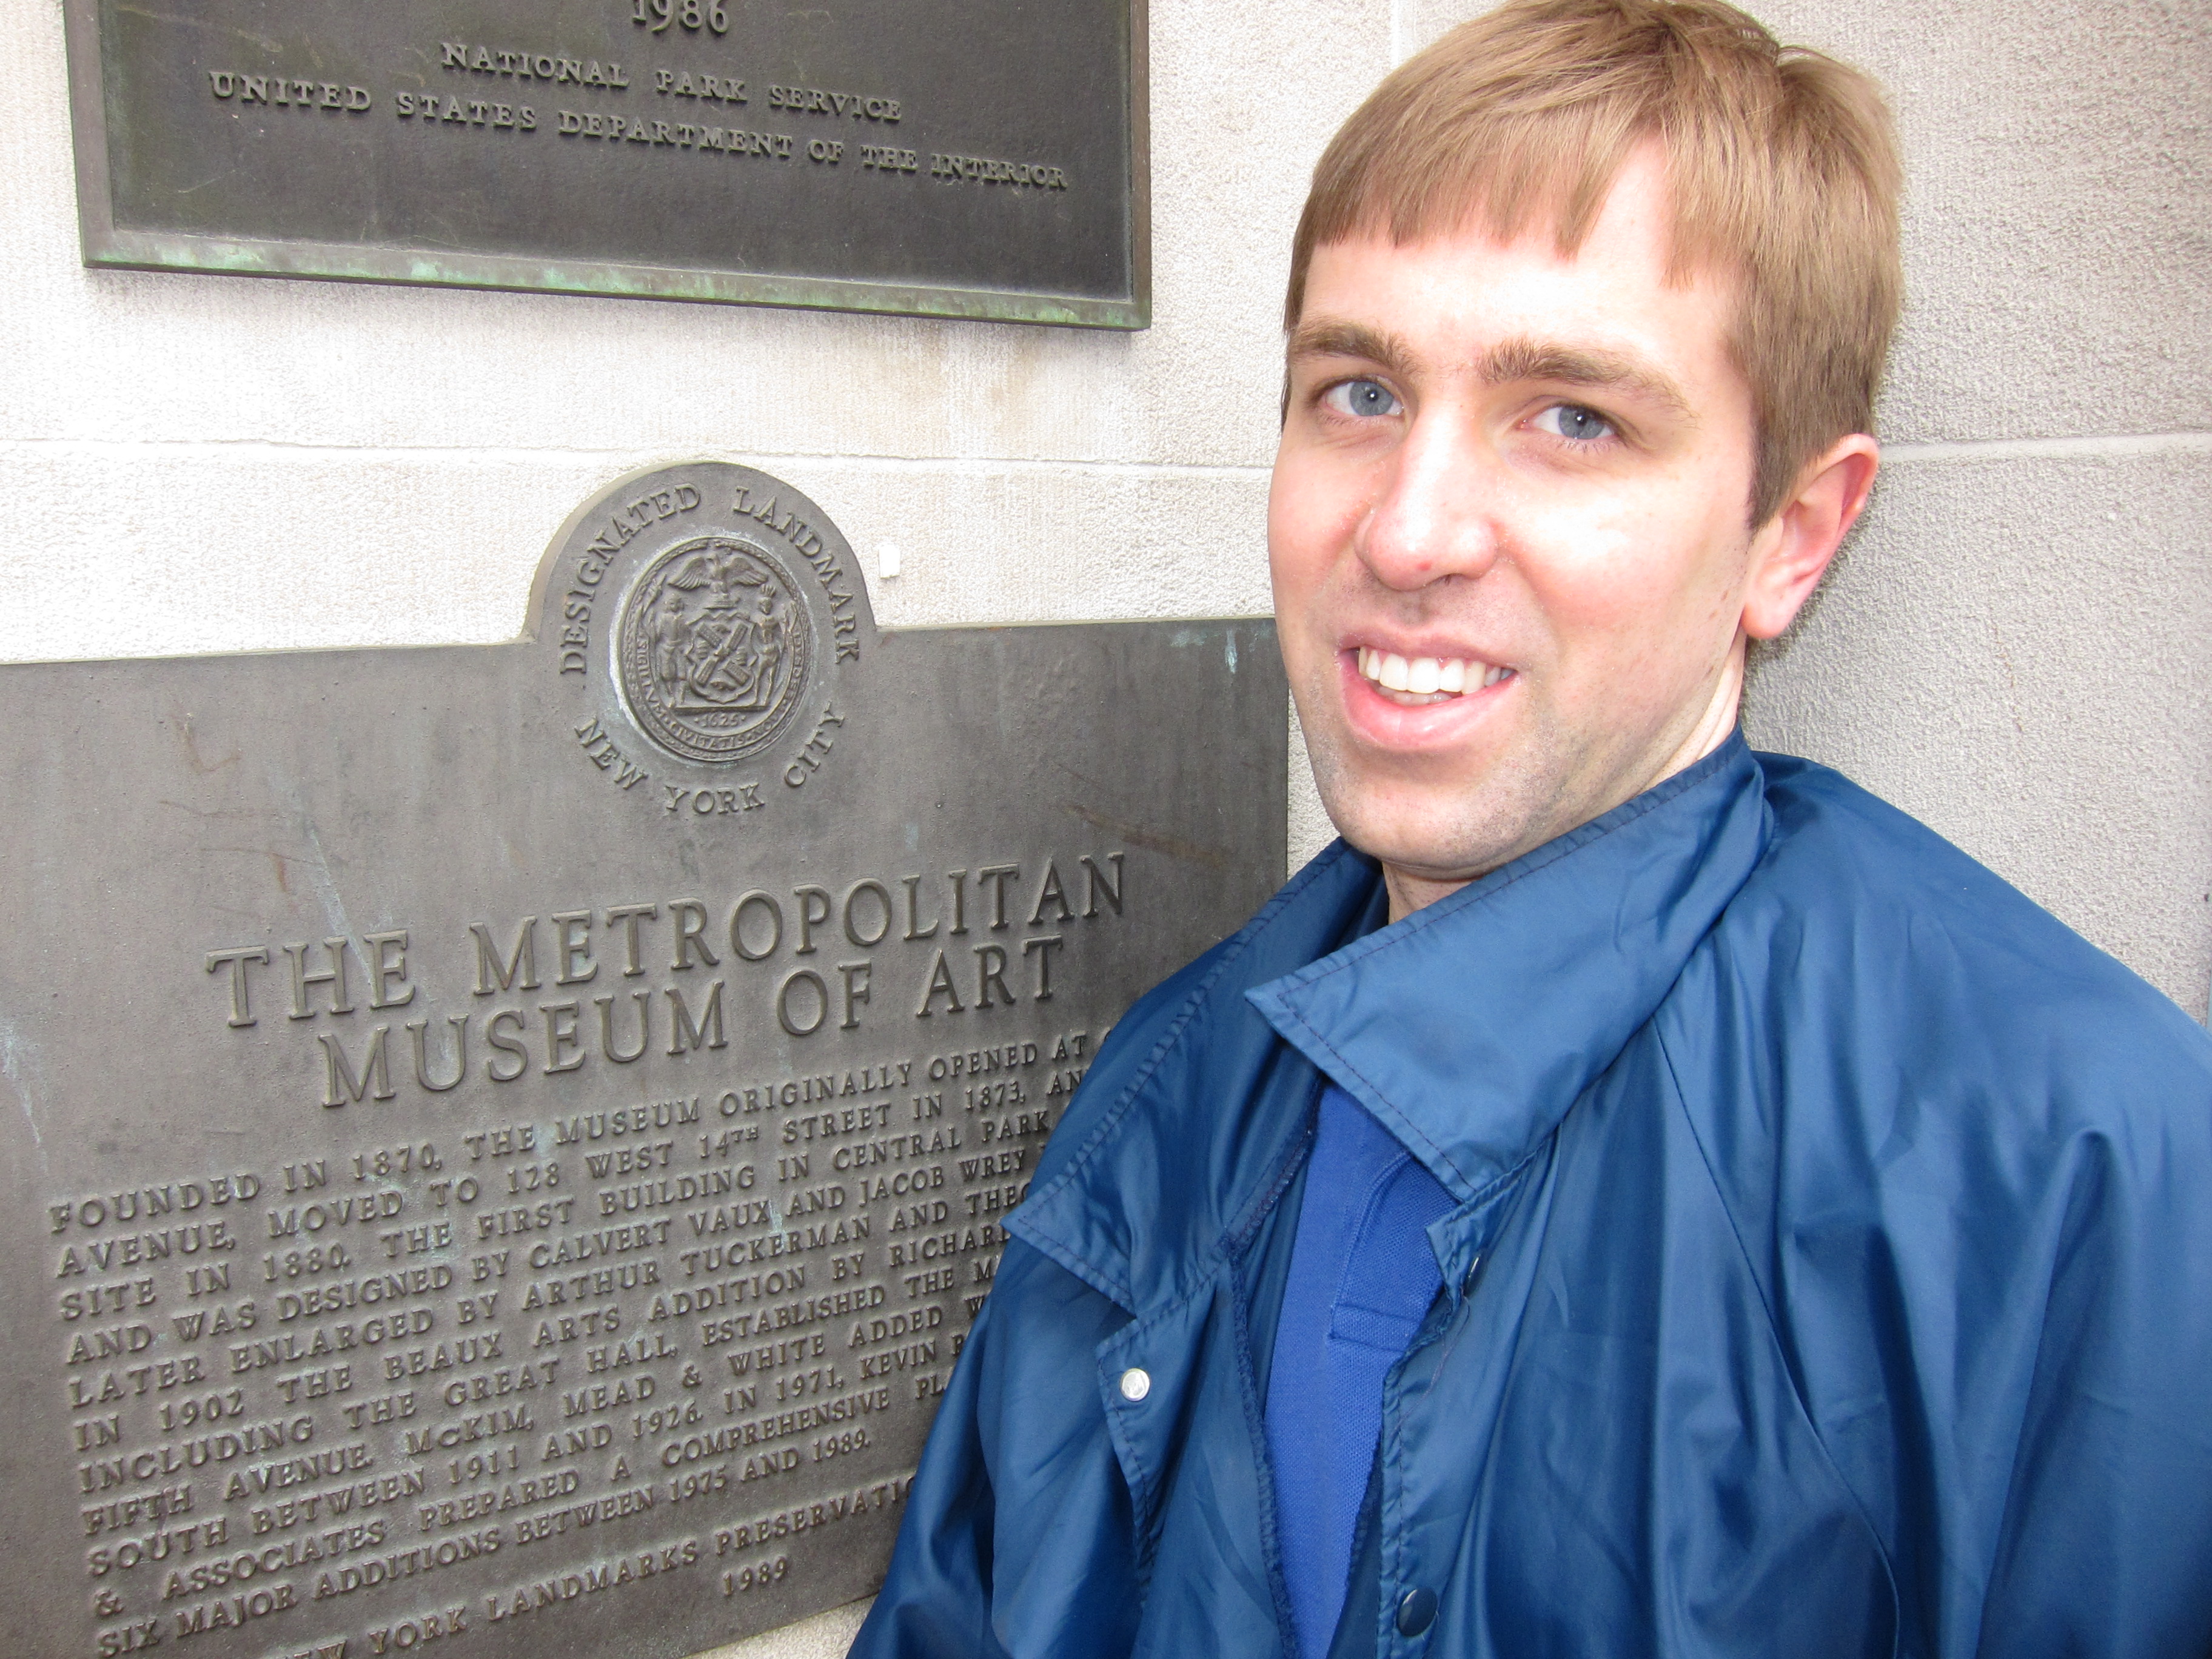 1986
NATIONAL PARK SERVICE
UNITED STATES DEPARTMENT OF THE INTERIOR
DESIGNATED LANDMARK
NEW YORK CITY
1625
THE METROPOLITAN
MUSEUM OF ART
FOUNDED IN 1870, THE MUSEUM ORIGINALLY OPENED AT
AVENUE, MOVED TO 128 WEST 14TH STREET IN 1873, AN
SITE IN 1880. THE FIRST BUILDING IN CENTRAL PARK
AND WAS DESIGNED BY CALVERT VAUX AND JACOB WREY
LATER ENLARGED BY ARTHUR TUCKERMAN AND THEO
IN 1902 THE BEAUX ARTS ADDITION BY RICHARD
INCLUDING THE GREAT HALL, ESTABLISHED THE M
FIFTH AVENUE. McKIM, MEAD & WHITE ADDED W
SOUTH BETWEEN 1911 AND 1926. IN 1971, KEVIN R
& ASSOCIATES PREPARED A COMPREHENSIVE PL
SIX MAJOR ADDITIONS BETWEEN 1975 AND 1989.
NEW YORK LANDMARKS PRESERVATIO
1989